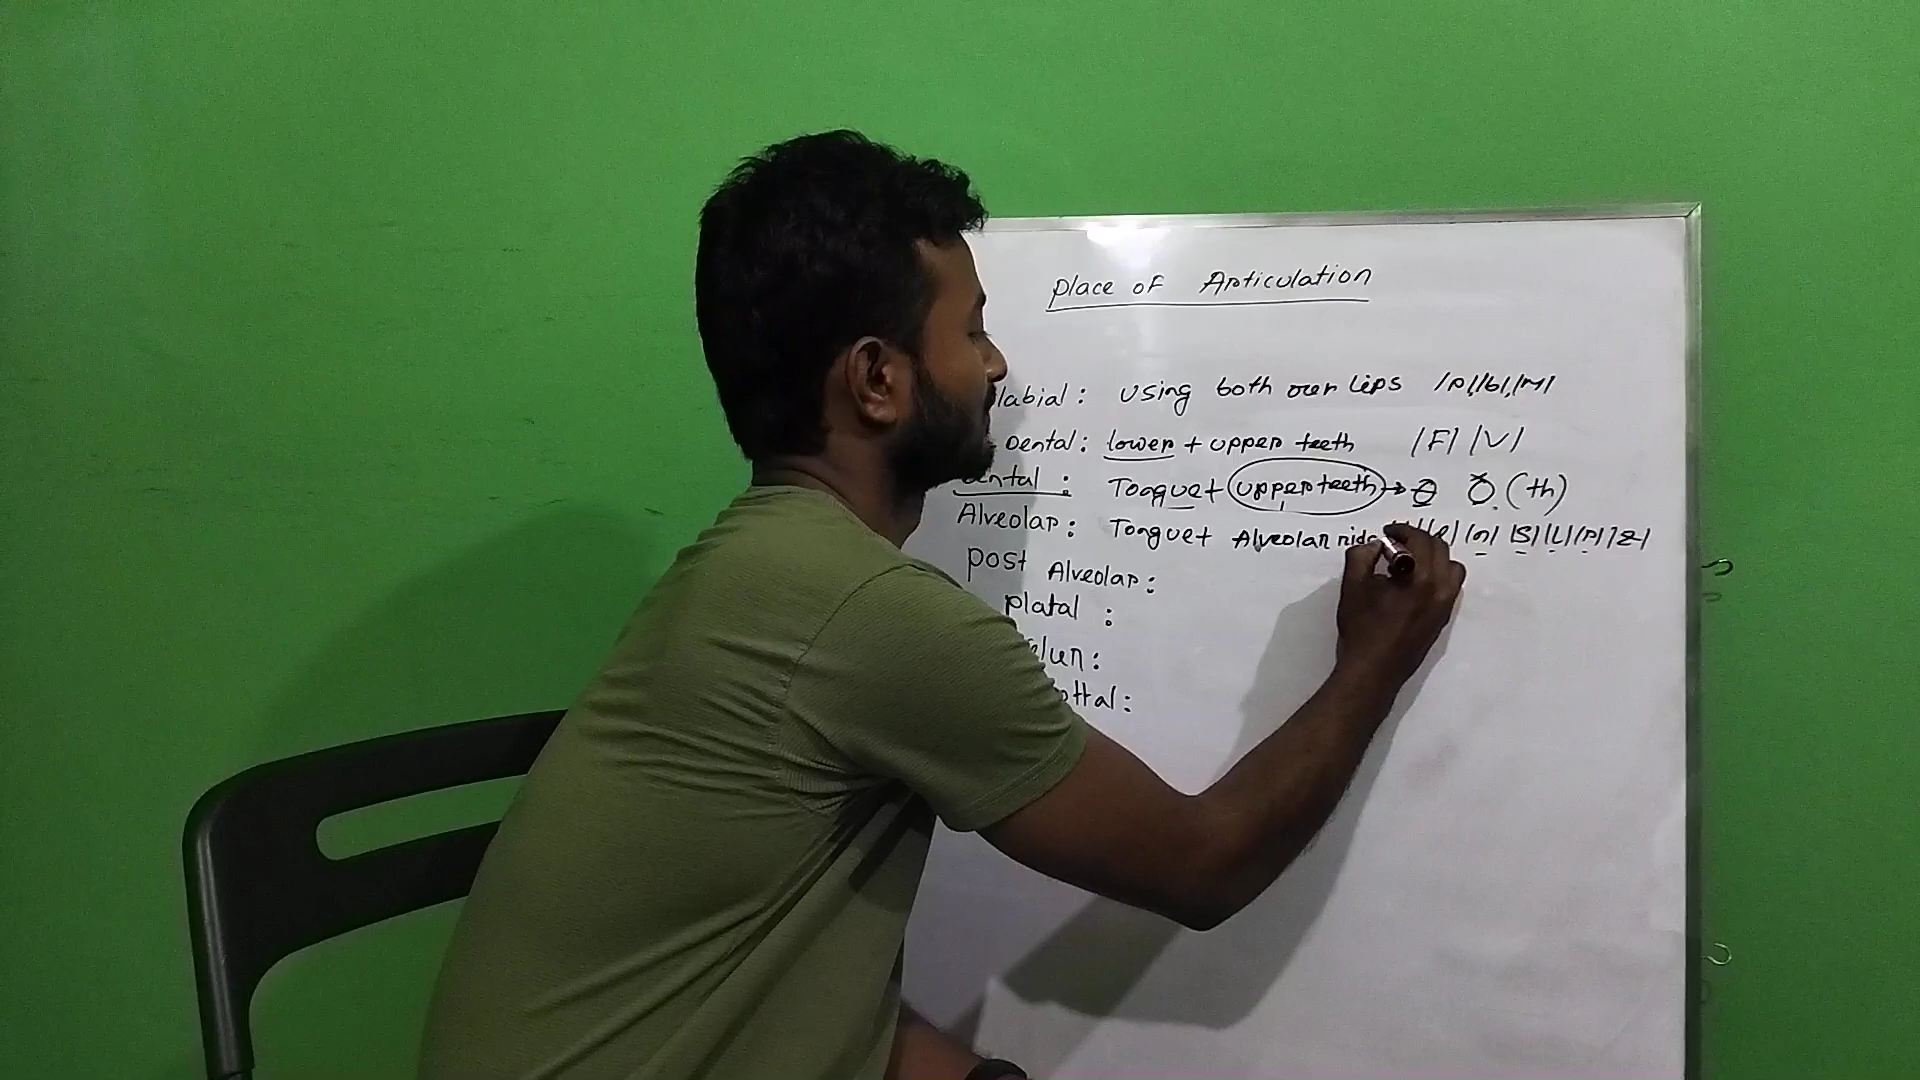 Place of Articulation
labial: Using both our Lips /P//b/,/M/
Dental: lower + upper teeth /F/ /V/
ental: Tongue+ upper teeth → θ ð (th)
Alveolar: Tongue+ Alveolar /n/ /S/ /L/ /r/ /z/
post Alveolar:
Platal:
elur:
ottal: